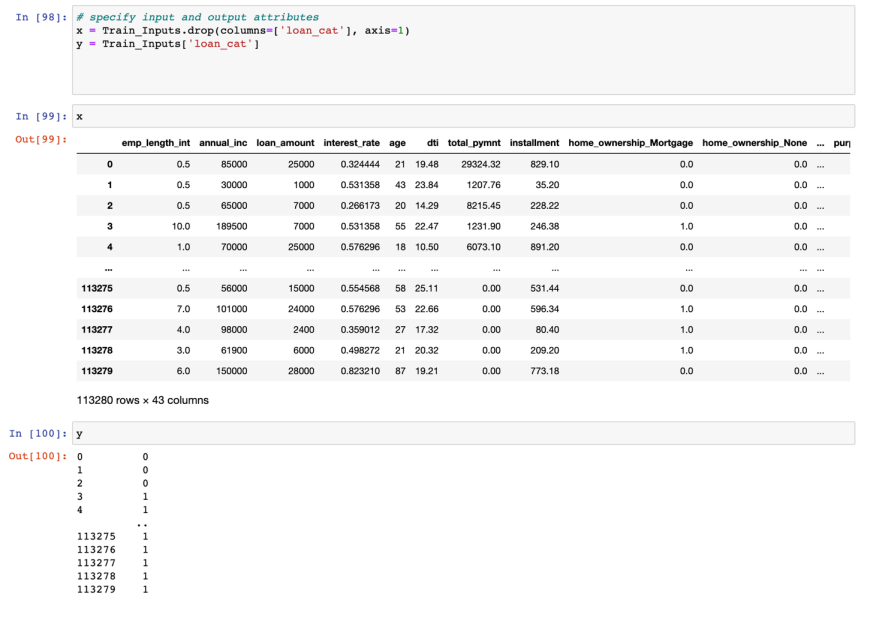 In [98]: # specify input and output attributes
x = Train_Inputs.drop(columns=['loan_cat'], axis=1)
y = Train_Inputs['loan_cat']
In [99]: x
Out[99]:
emp_length_int annual_inc loan_amount interest_rate age dti total_pymnt installment home_ownership_Mortgage home_ownership_None ... purp
0 0.5 85000 25000 0.324444 21 19.48 29324.32 829.10 0.0 0.0 ...
1 0.5 30000 1000 0.531358 43 23.84 1207.76 35.20 0.0 0.0 ...
2 0.5 65000 7000 0.266173 20 14.29 8215.45 228.22 0.0 0.0 ...
3 10.0 189500 7000 0.531358 55 22.47 1231.90 246.38 1.0 0.0 ...
4 1.0 70000 25000 0.576296 18 10.50 6073.10 891.20 0.0 0.0 ...
... ... ... ... ... ... ... ... ... ... ... ...
113275 0.5 56000 15000 0.554568 58 25.11 0.00 531.44 0.0 0.0 ...
113276 7.0 101000 24000 0.576296 53 22.66 0.00 596.34 1.0 0.0 ...
113277 4.0 98000 2400 0.359012 27 17.32 0.00 80.40 1.0 0.0 ...
113278 3.0 61900 6000 0.498272 21 20.32 0.00 209.20 1.0 0.0 ...
113279 6.0 150000 28000 0.823210 87 19.21 0.00 773.18 0.0 0.0 ...
113280 rows × 43 columns
In [100]: y
Out[100]: 0 0
1 0
2 0
3 1
4 1
..
113275 1
113276 1
113277 1
113278 1
113279 1